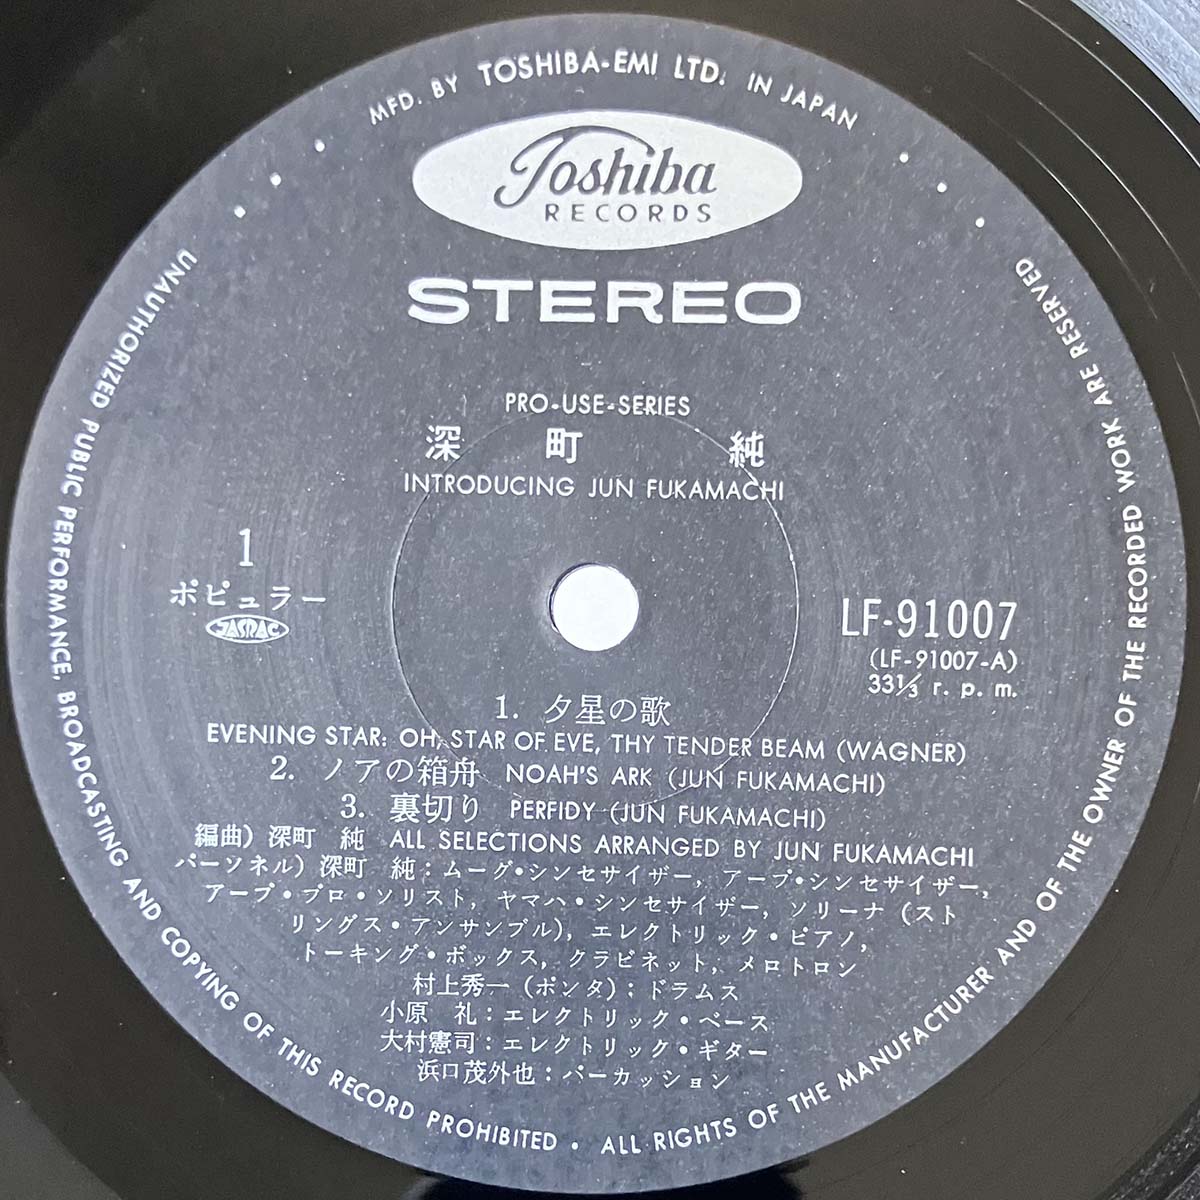 MFD. BY TOSHIBA-EMI LTD. IN JAPAN
Toshiba
RECORDS
STEREO
PRO-USE-SERIES
深町 純
INTRODUCING JUN FUKAMACHI
1
ポピュラー
JASRAC
LF-91007
(LF-91007-A)
33⅓ r. p. m.
1. 夕星の歌
EVENING STAR: OH, STAR OF EVE, THY TENDER BEAM (WAGNER)
2. ノアの箱舟 NOAH'S ARK (JUN FUKAMACHI)
3. 裏切り PERFIDY (JUN FUKAMACHI)
編曲) 深町 純 ALL SELECTIONS ARRANGED BY JUN FUKAMACHI
パーソネル) 深町 純:ムーグ・シンセサイザー, アープ・シンセサイザー,
アープ・プロ・ソリスト, ヤマハ・シンセサイザー, ソリーナ (スト
リングス・アンサンブル), エレクトリック・ピアノ,
トーキング・ボックス, クラビネット, メロトロン
村上秀一 (ポンタ):ドラムス
小原 礼:エレクトリック・ベース
大村憲司:エレクトリック・ギター
浜口茂外也:パーカッション
UNAUTHORIZED PUBLIC PERFORMANCE, BROADCASTING AND COPYING OF THIS RECORD PROHIBITED • ALL RIGHTS OF THE MANUFACTURER AND OF THE OWNER OF THE RECORDED WORK ARE RESERVED